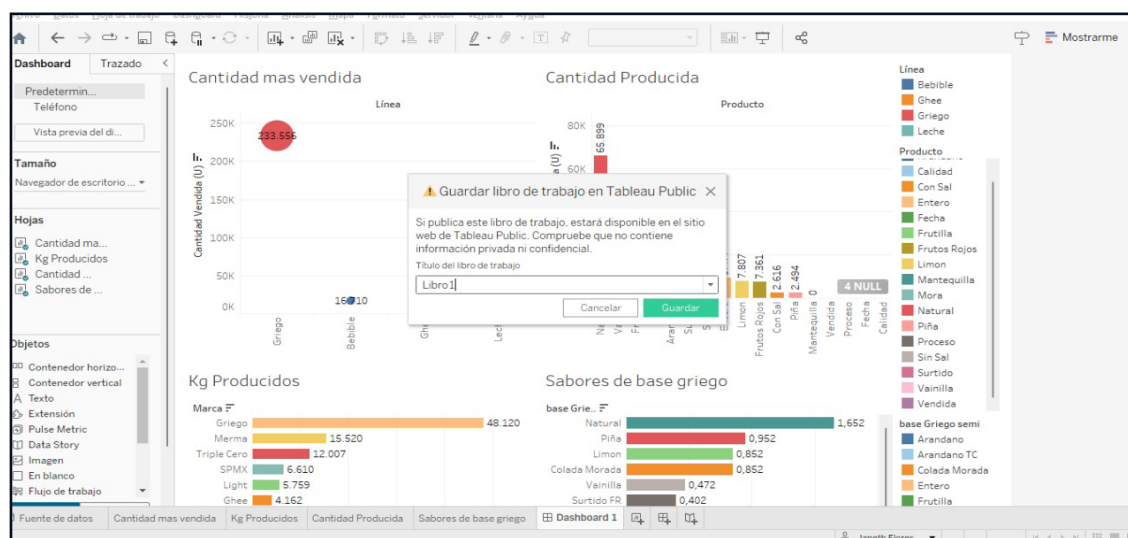 Mostrarme
Dashboard
Trazado
Predetermin...
Teléfono
Vista previa del di...
Tamaño
Navegador de escritorio ...
Hojas
Cantidad ma...
Kg Producidos
Cantidad ...
Sabores de ...
Objetos
Contenedor horizo...
Contenedor vertical
Texto
Extensión
Pulse Metric
Data Story
Imagen
En blanco
Flujo de trabajo
Cantidad mas vendida
Línea
Cantidad Vendida (U)
250K
200K
150K
100K
50K
0K
233.556
16.710
Griego
Bebible
Cantidad Producida
Producto
80K
60K
65.899
7.807
7.361
2.616
2.494
0
4 NULL
Limon
Frutos Rojos
Con Sal
Piña
Mantequilla
Vendida
Proceso
Fecha
Calidad
Guardar libro de trabajo en Tableau Public
Si publica este libro de trabajo, estará disponible en el sitio
web de Tableau Public. Compruebe que no contiene
información privada ni confidencial.
Título del libro de trabajo
Libro1
Cancelar
Guardar
Kg Producidos
Marca
Griego 48.120
Merma 15.520
Triple Cero 12.007
SPMX 6.610
Light 5.759
Ghee 4.162
Sabores de base griego
base Grie..
Natural 1,652
Piña 0,952
Limon 0,852
Colada Morada 0,852
Vainilla 0,472
Surtido FR 0,402
Línea
Bebible
Ghee
Griego
Leche
Producto
Calidad
Con Sal
Entero
Fecha
Frutilla
Frutos Rojos
Limon
Mantequilla
Mora
Natural
Piña
Proceso
Sin Sal
Surtido
Vainilla
Vendida
base Griego semi
Arandano
Arandano TC
Colada Morada
Entero
Frutilla
Fuente de datos
Cantidad mas vendida
Kg Producidos
Cantidad Producida
Sabores de base griego
Dashboard 1